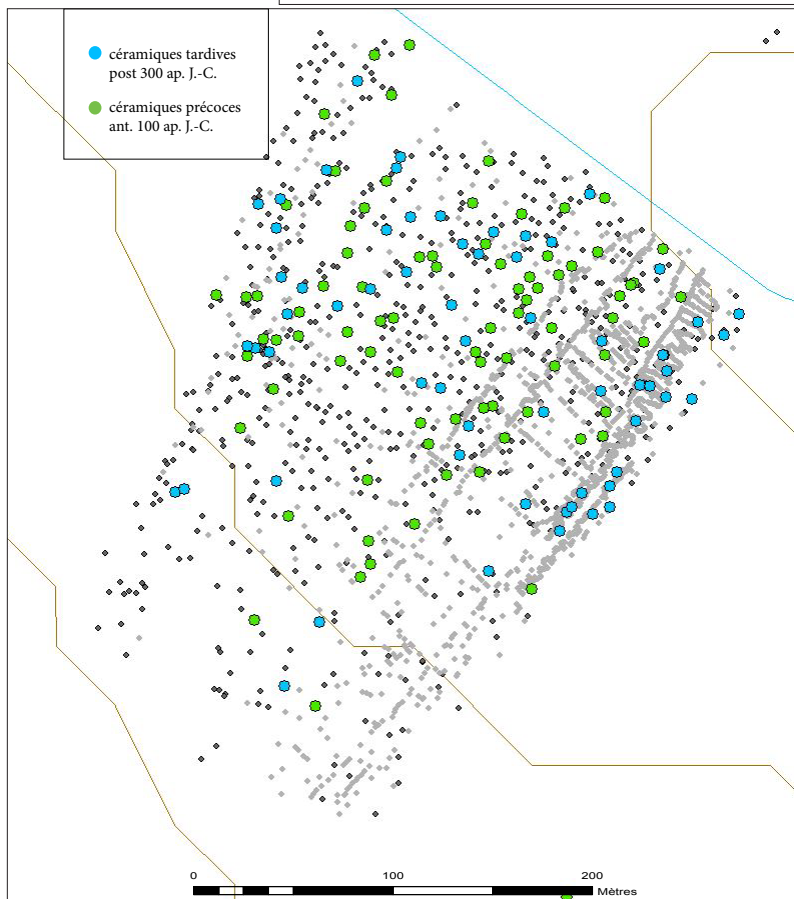 céramiques tardives
post 300 ap. J.-C.
céramiques précoces
ant. 100 ap. J.-C.
0 100 200
Mètres